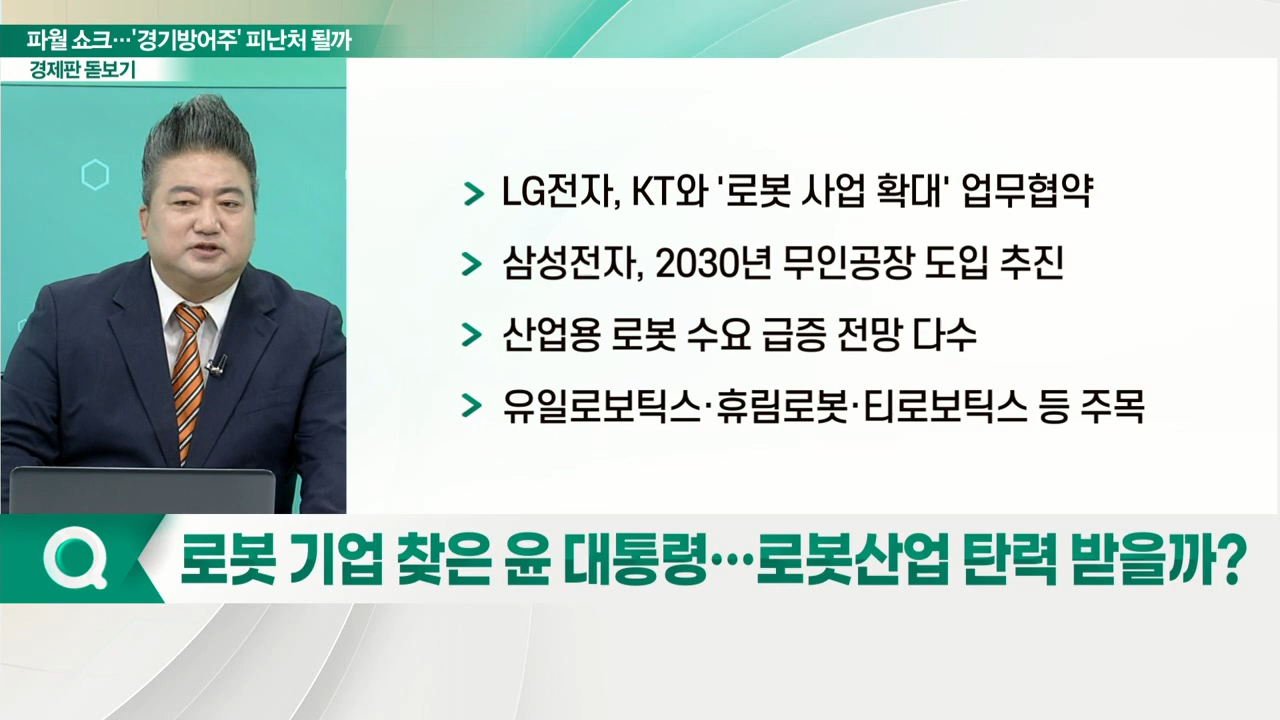 파월 쇼크…'경기방어주' 피난처 될까
경제판 돋보기
> LG전자, KT와 '로봇 사업 확대' 업무협약
> 삼성전자, 2030년 무인공장 도입 추진
> 산업용 로봇 수요 급증 전망 다수
> 유일로보틱스·휴림로봇·티로보틱스 등 주목
로봇 기업 찾은 윤 대통령…로봇산업 탄력 받을까?